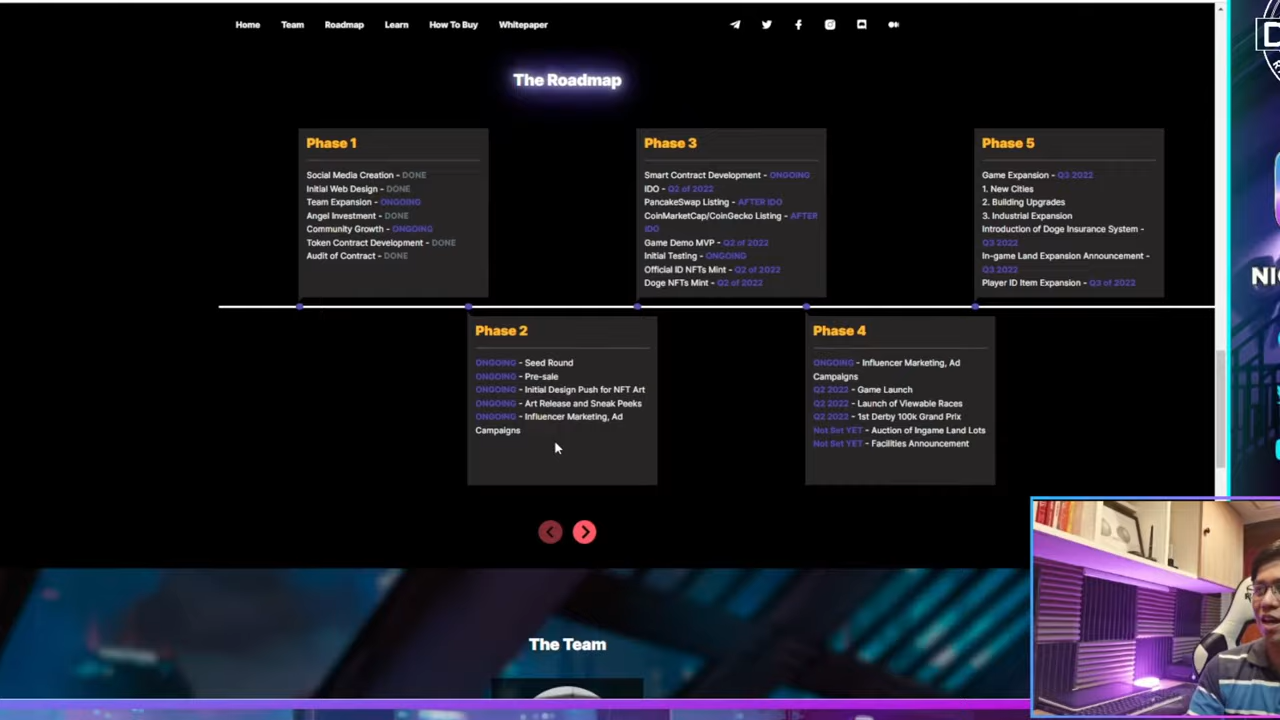 Home Team Roadmap Learn How To Buy Whitepaper
The Roadmap
Phase 1
Social Media Creation - DONE
Initial Web Design - DONE
Team Expansion - ONGOING
Angel Investment - DONE
Community Growth - ONGOING
Token Contract Development - DONE
Audit of Contract - DONE
Phase 3
Smart Contract Development - ONGOING
IDO - Q2 of 2022
PancakeSwap Listing - AFTER IDO
CoinMarketCap/CoinGecko Listing - AFTER
IDO
Game Demo MVP - Q2 of 2022
Initial Testing - ONGOING
Official ID NFTs Mint - Q2 of 2022
Doge NFTs Mint - Q2 of 2022
Phase 5
Game Expansion - Q3 2022
1. New Cities
2. Building Upgrades
3. Industrial Expansion
Introduction of Doge Insurance System -
Q3 2022
In-game Land Expansion Announcement -
Q3 2022
Player ID Item Expansion - Q3 of 2022
Phase 2
ONGOING - Seed Round
ONGOING - Pre-sale
ONGOING - Initial Design Push for NFT Art
ONGOING - Art Release and Sneak Peeks
ONGOING - Influencer Marketing, Ad
Campaigns
Phase 4
ONGOING - Influencer Marketing, Ad
Campaigns
Q2 2022 - Game Launch
Q2 2022 - Launch of Viewable Races
Q2 2022 - 1st Derby 100k Grand Prix
Not Set YET - Auction of Ingame Land Lots
Not Set YET - Facilities Announcement
The Team